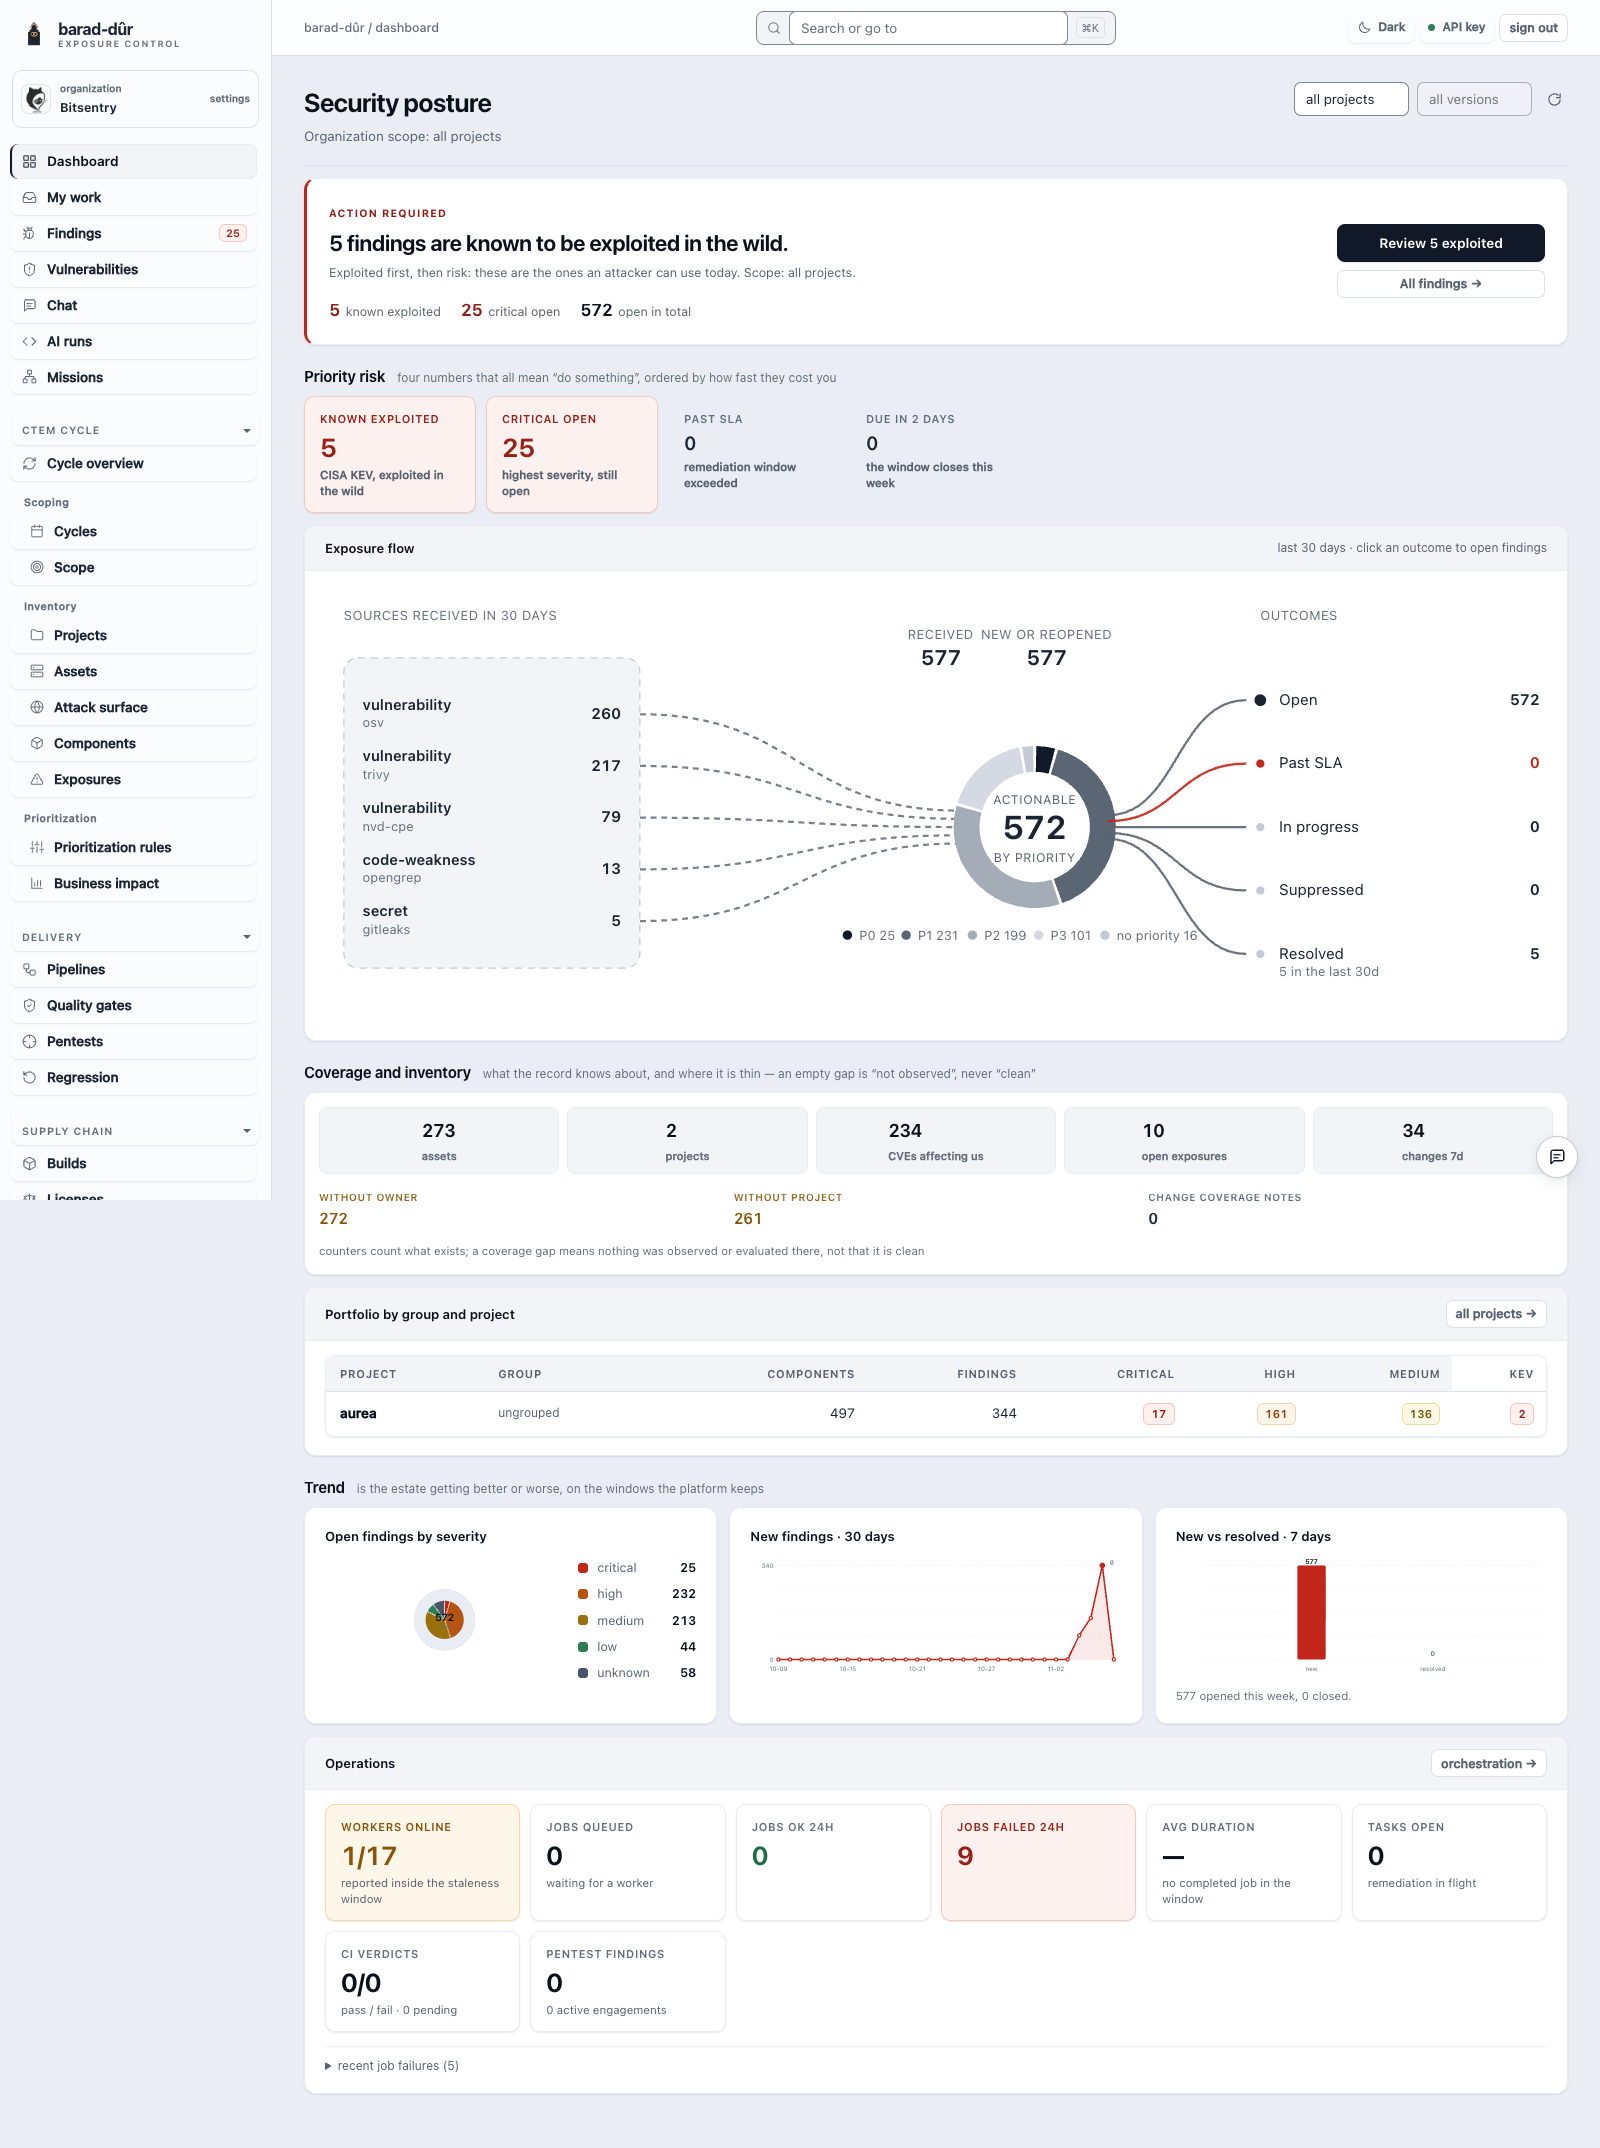 barad-dûr
EXPOSURE CONTROL
organization
Bitsentry
settings
Dashboard
My work
Findings 25
Vulnerabilities
Chat
AI runs
Missions
CTEM CYCLE
Cycle overview
Scoping
Cycles
Scope
Inventory
Projects
Assets
Attack surface
Components
Exposures
Prioritization
Prioritization rules
Business impact
DELIVERY
Pipelines
Quality gates
Pentests
Regression
SUPPLY CHAIN
Builds
Licenses
barad-dûr / dashboard
Search or go to
⌘K
Dark
API key
sign out
Security posture
Organization scope: all projects
all projects
all versions
ACTION REQUIRED
5 findings are known to be exploited in the wild.
Exploited first, then risk: these are the ones an attacker can use today. Scope: all projects.
5 known exploited 25 critical open 572 open in total
Review 5 exploited
All findings →
Priority risk four numbers that all mean “do something”, ordered by how fast they cost you
KNOWN EXPLOITED
5
CISA KEV, exploited in
the wild
CRITICAL OPEN
25
highest severity, still
open
PAST SLA
0
remediation window
exceeded
DUE IN 2 DAYS
0
the window closes this
week
Exposure flow
last 30 days · click an outcome to open findings
SOURCES RECEIVED IN 30 DAYS
vulnerability
osv
260
vulnerability
trivy
217
vulnerability
nvd-cpe
79
code-weakness
opengrep
13
secret
gitleaks
5
RECEIVED NEW OR REOPENED
577 577
ACTIONABLE
572
BY PRIORITY
P0 25 P1 231 P2 199 P3 101 no priority 16
OUTCOMES
Open 572
Past SLA 0
In progress 0
Suppressed 0
Resolved 5
5 in the last 30d
Coverage and inventory what the record knows about, and where it is thin — an empty gap is “not observed”, never “clean”
273
assets
2
projects
234
CVEs affecting us
10
open exposures
34
changes 7d
WITHOUT OWNER
272
WITHOUT PROJECT
261
CHANGE COVERAGE NOTES
0
counters count what exists; a coverage gap means nothing was observed or evaluated there, not that it is clean
Portfolio by group and project
all projects →
PROJECT GROUP COMPONENTS FINDINGS CRITICAL HIGH MEDIUM KEV
aurea ungrouped 497 344 17 161 136 2
Trend is the estate getting better or worse, on the windows the platform keeps
Open findings by severity
572
critical 25
high 232
medium 213
low 44
unknown 58
New findings · 30 days
340
0
0
10-09 10-15 10-21 10-27 11-02
New vs resolved · 7 days
577
0
new resolved
577 opened this week, 0 closed.
Operations
orchestration →
WORKERS ONLINE
1/17
reported inside the staleness
window
JOBS QUEUED
0
waiting for a worker
JOBS OK 24H
0
JOBS FAILED 24H
9
AVG DURATION
—
no completed job in the
window
TASKS OPEN
0
remediation in flight
CI VERDICTS
0/0
pass / fail · 0 pending
PENTEST FINDINGS
0
0 active engagements
recent job failures (5)